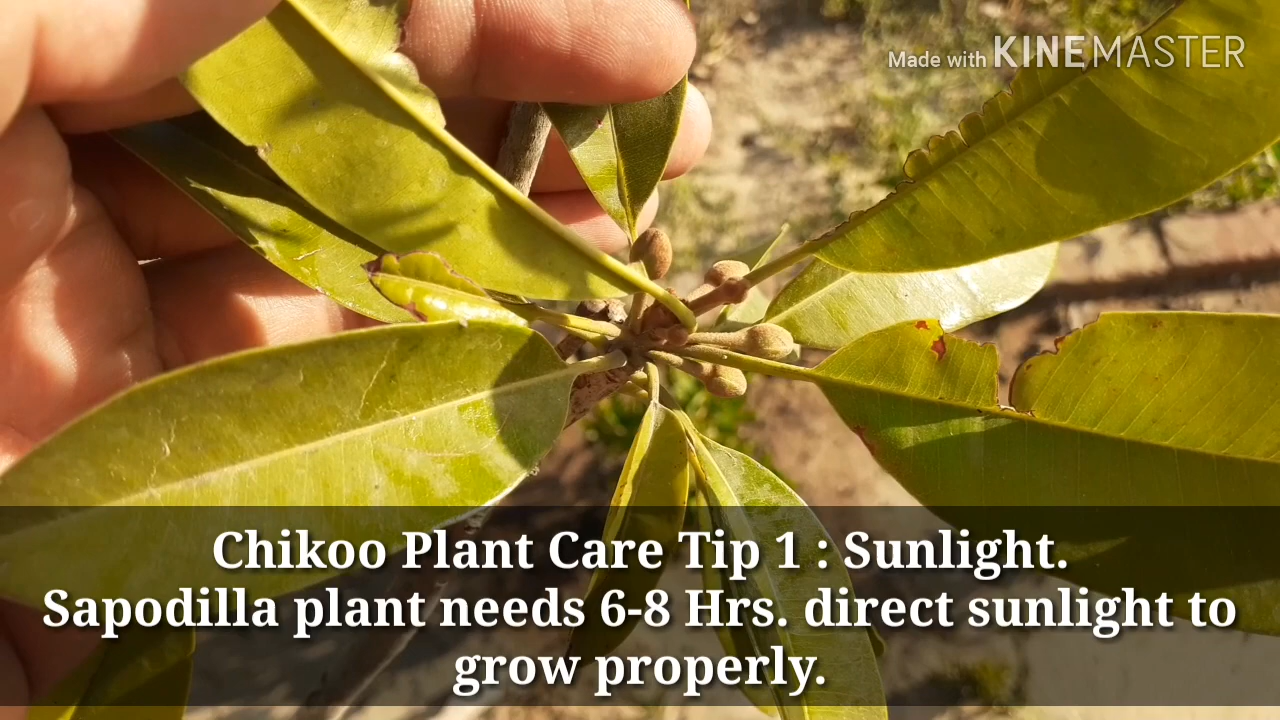 Made with KINEMASTER
Chikoo Plant Care Tip 1 : Sunlight.
Sapodilla plant needs 6-8 Hrs. direct sunlight to
grow properly.